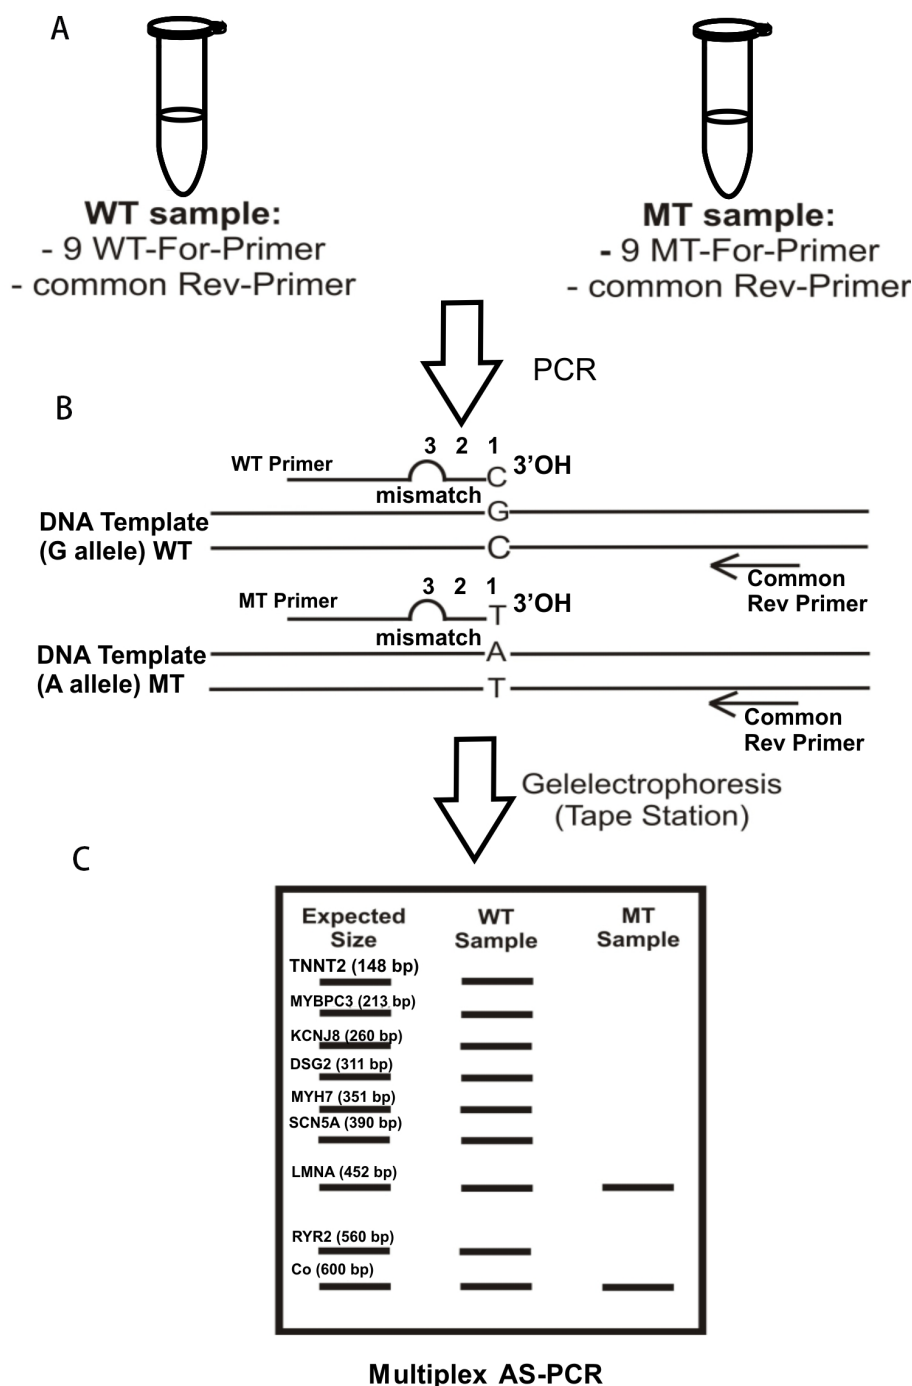 A
WT sample:
- 9 WT-For-Primer
- common Rev-Primer
MT sample:
- 9 MT-For-Primer
- common Rev-Primer
PCR
B
3 2 1
WT Primer
C 3'OH
mismatch
DNA Template
(G allele) WT
G
C
Common
Rev Primer
3 2 1
MT Primer
T 3'OH
mismatch
DNA Template
(A allele) MT
A
T
Common
Rev Primer
Gelelectrophoresis
(Tape Station)
C
Expected
Size
WT
Sample
MT
Sample
TNNT2 (148 bp)
MYBPC3 (213 bp)
KCNJ8 (260 bp)
DSG2 (311 bp)
MYH7 (351 bp)
SCN5A (390 bp)
LMNA (452 bp)
RYR2 (560 bp)
Co (600 bp)
Multiplex AS-PCR